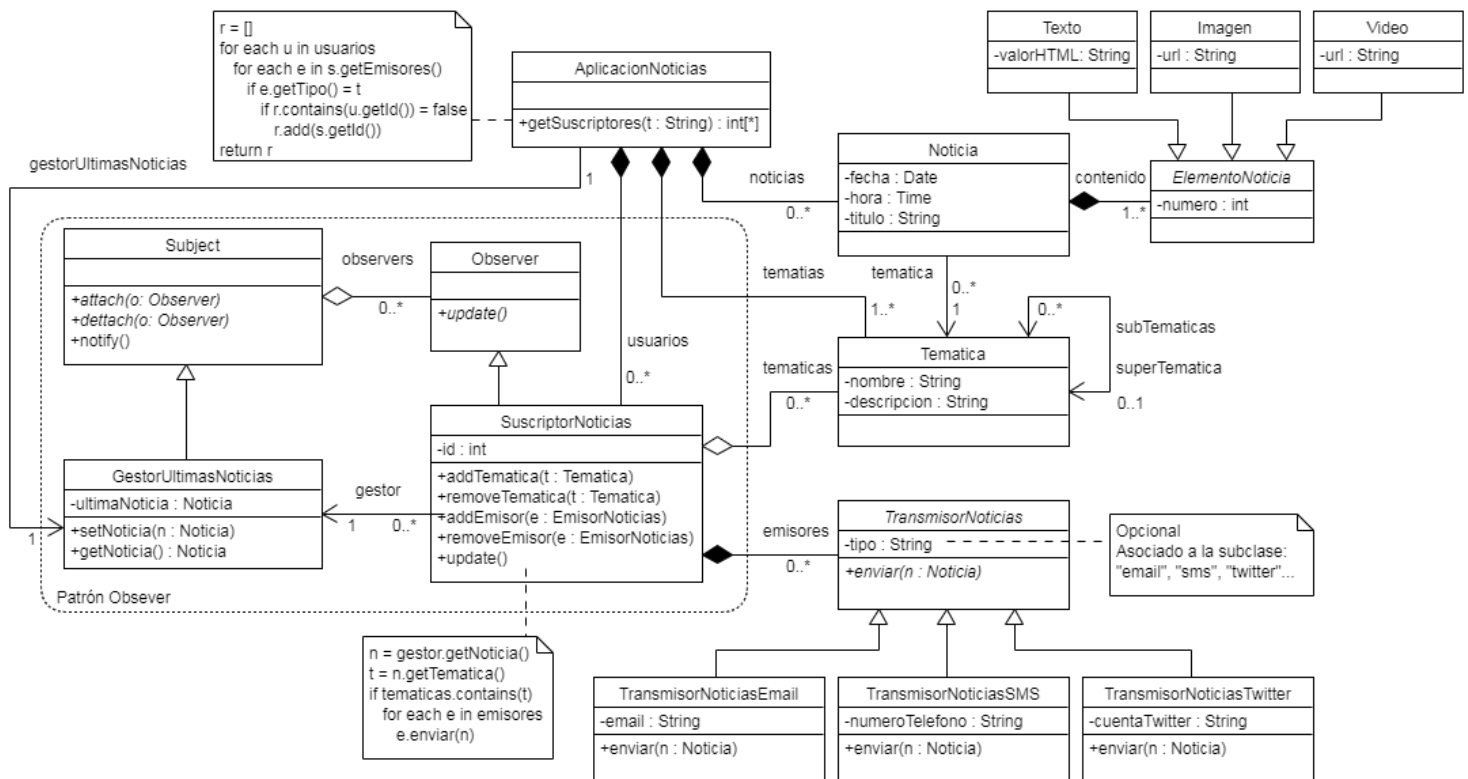 r = []
for each u in usuarios
for each e in s.getEmisores()
if e.getTipo() = t
if r.contains(u.getId()) = false
r.add(s.getId())
return r
AplicacionNoticias
+getSuscriptores(t : String) : int[*]
Texto
-valorHTML: String
Imagen
-url : String
Video
-url : String
gestorUltimasNoticias
1
noticias
0..*
Noticia
-fecha : Date
-hora : Time
-titulo : String
contenido
1..*
ElementoNoticia
-numero : int
Subject
+attach(o: Observer)
+dettach(o: Observer)
+notify()
observers
0..*
Observer
+update()
usuarios
0..*
tematias
1..*
tematica
0..*
1
0..*
subTematicas
superTematica
0..1
Tematica
-nombre : String
-descripcion : String
tematicas
0..*
SuscriptorNoticias
-id : int
+addTematica(t : Tematica)
+removeTematica(t : Tematica)
+addEmisor(e : EmisorNoticias)
+removeEmisor(e : EmisorNoticias)
+update()
GestorUltimasNoticias
-ultimaNoticia : Noticia
+setNoticia(n : Noticia)
+getNoticia() : Noticia
1
gestor
1
0..*
Patrón Obsever
emisores
0..*
TransmisorNoticias
-tipo : String
+enviar(n : Noticia)
Opcional
Asociado a la subclase:
"email", "sms", "twitter"...
n = gestor.getNoticia()
t = n.getTematica()
if tematicas.contains(t)
for each e in emisores
e.enviar(n)
TransmisorNoticiasEmail
-email : String
+enviar(n : Noticia)
TransmisorNoticiasSMS
-numeroTelefono : String
+enviar(n : Noticia)
TransmisorNoticiasTwitter
-cuentaTwitter : String
+enviar(n : Noticia)